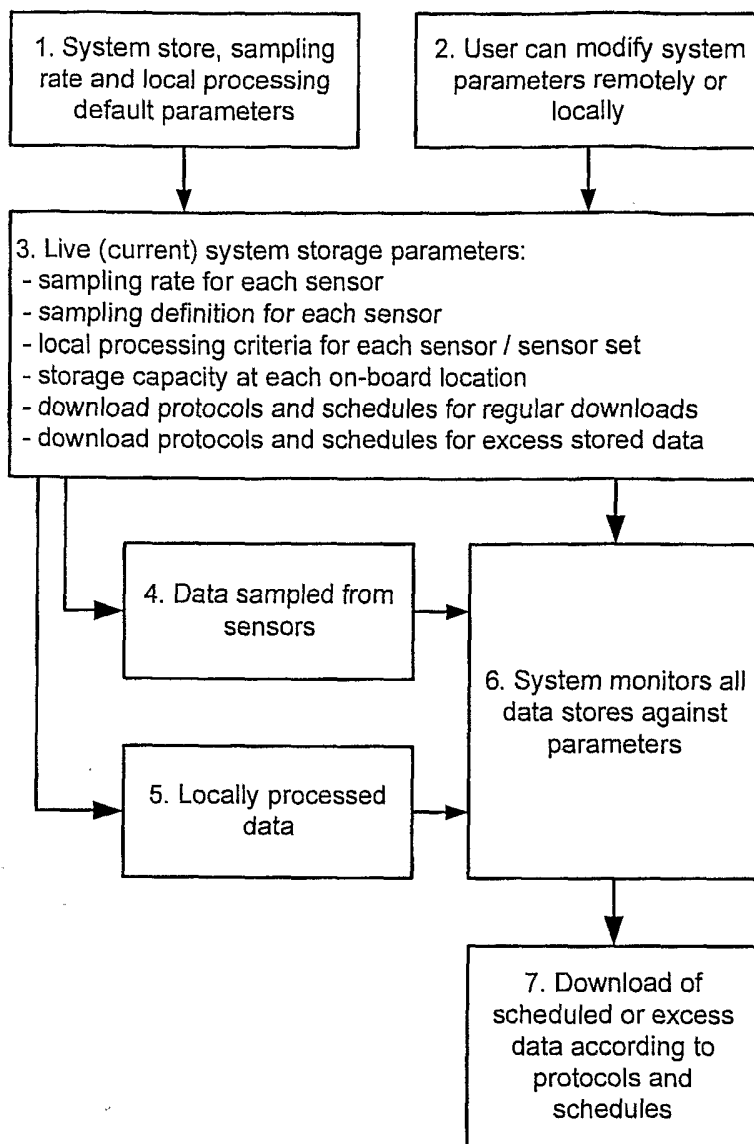 1. System store, sampling
rate and local processing
default parameters
2. User can modify system
parameters remotely or
locally
3. Live (current) system storage parameters:
- sampling rate for each sensor
- sampling definition for each sensor
- local processing criteria for each sensor / sensor set
- storage capacity at each on-board location
- download protocols and schedules for regular downloads
- download protocols and schedules for excess stored data
4. Data sampled from
sensors
5. Locally processed
data
6. System monitors all
data stores against
parameters
7. Download of
scheduled or excess
data according to
protocols and
schedules